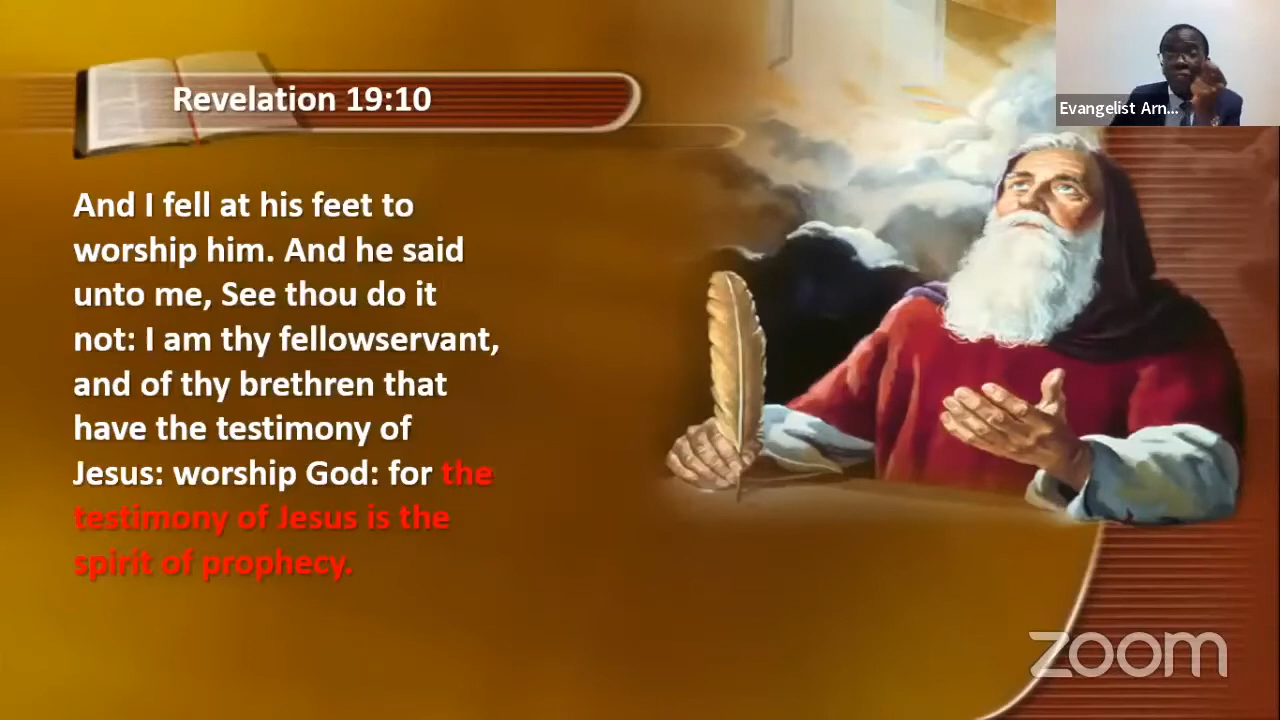 Revelation 19:10
Evangelist Arn...
And I fell at his feet to
worship him. And he said
unto me, See thou do it
not: I am thy fellowservant,
and of thy brethren that
have the testimony of
Jesus: worship God: for the
testimony of Jesus is the
spirit of prophecy.
zoom